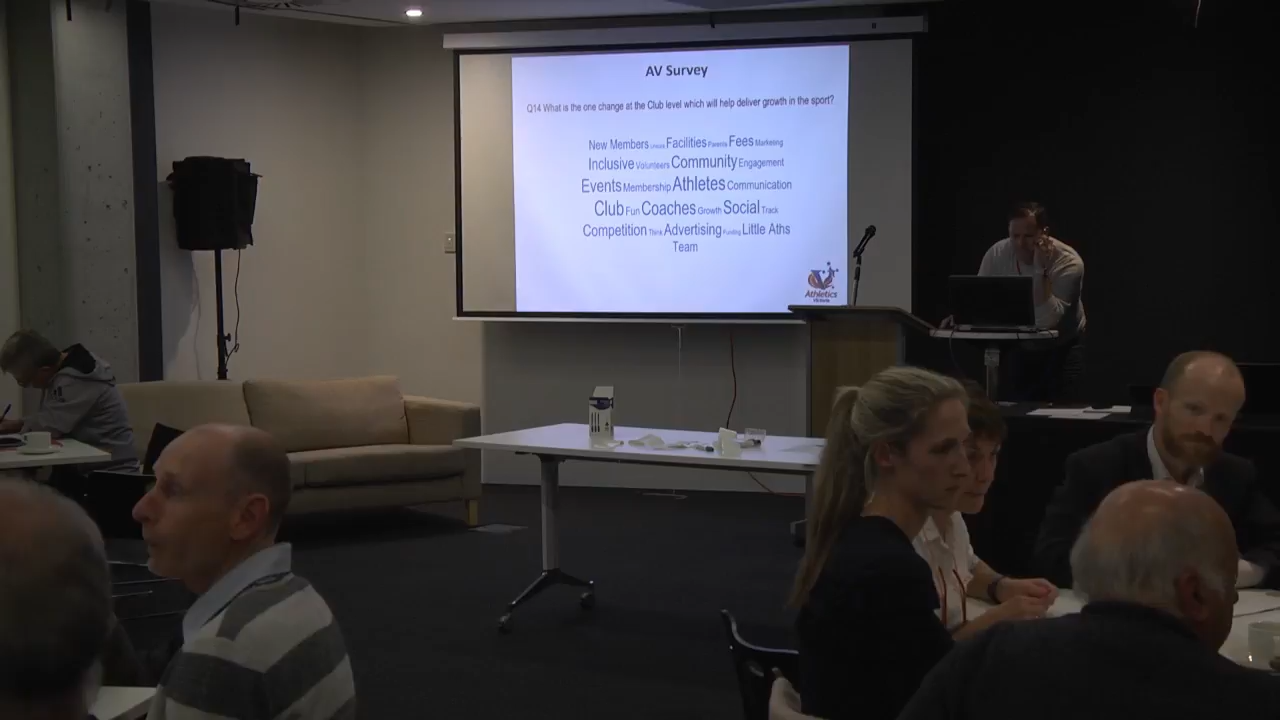 AV Survey
Q14 What is the one change at the Club level which will help deliver growth in the sport?
New Members Facilities Parents Fees Marketing
Inclusive Volunteers Community Engagement
Events Membership Athletes Communication
Club Fun Coaches Growth Social Track
Competition Think Advertising Funding Little Aths
Team
Athletics